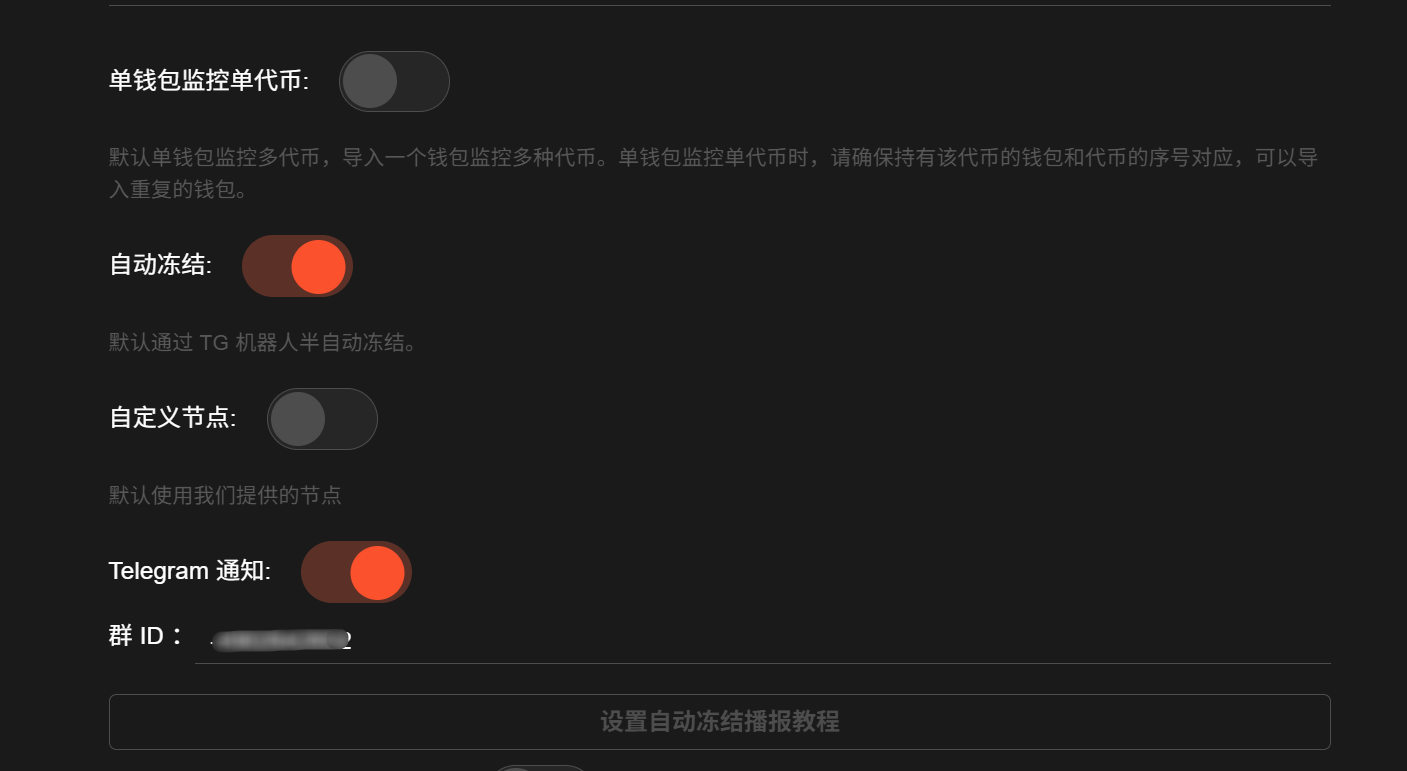 单钱包监控单代币:
默认单钱包监控多代币，导入一个钱包监控多种代币。单钱包监控单代币时，请确保持有该代币的钱包和代币的序号对应，可以导
入重复的钱包。
自动冻结:
默认通过 TG 机器人半自动冻结。
自定义节点:
默认使用我们提供的节点
Telegram 通知:
群 ID：
设置自动冻结播报教程